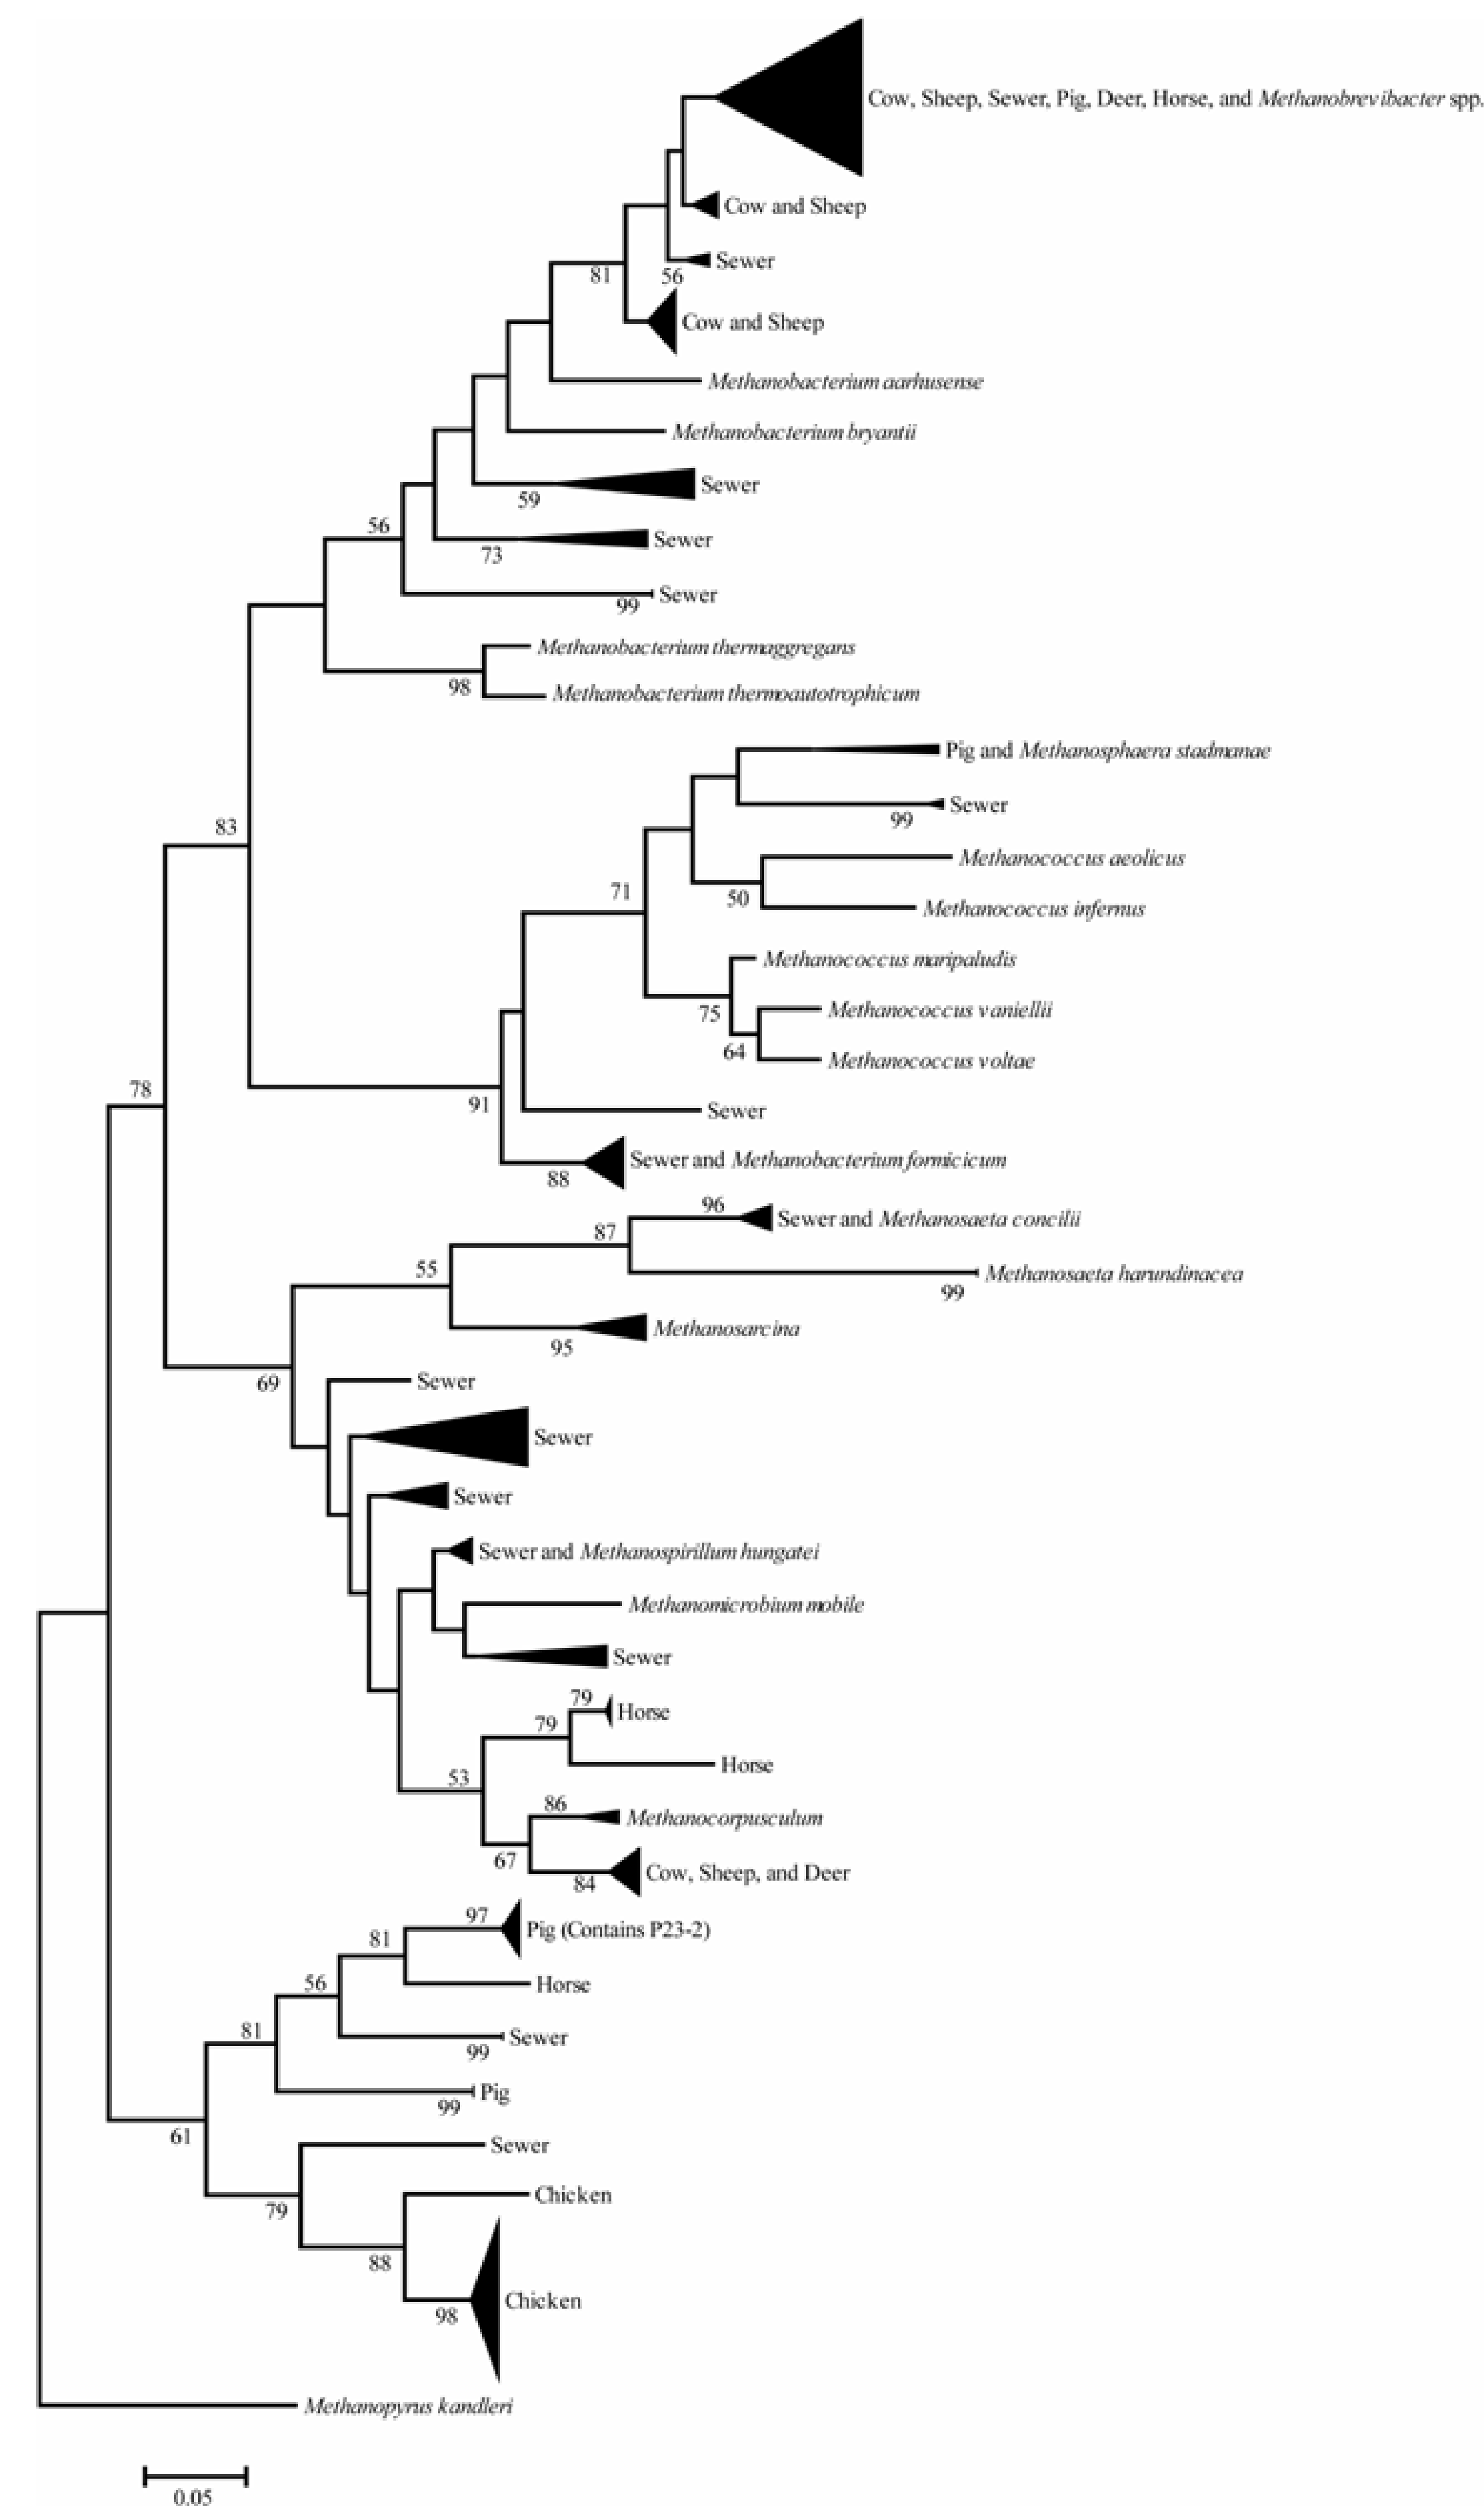 Cow, Sheep, Sewer, Pig, Deer, Horse, and Methanobrevibacter spp.
Cow and Sheep
Sewer
81
56
Cow and Sheep
Methanobacterium aarhusense
Methanobacterium bryantii
Sewer
59
56
Sewer
73
Sewer
99
Methanobacterium thermaggregans
98
Methanobacterium thermoautotrophicum
Pig and Methanosphaera stadmanae
Sewer
99
83
Methanococcus aeolicus
71
50
Methanococcus infernus
Methanococcus maripaludis
75
Methanococcus vaniellii
64
Methanococcus voltae
78
91
Sewer
Sewer and Methanobacterium formicicum
88
96
Sewer and Methanosaeta concilii
87
55
Methanosaeta harundinacea
99
Methanosarcina
95
69
Sewer
Sewer
Sewer
Sewer and Methanospirillum hungatei
Methanomicrobium mobile
Sewer
79
Horse
79
Horse
53
86
Methanocorpusculum
67
Cow, Sheep, and Deer
84
97
Pig (Contains P23-2)
81
56
Horse
81
Sewer
99
Pig
99
61
Sewer
79
Chicken
88
Chicken
98
Methanopyrus kandleri
0.05